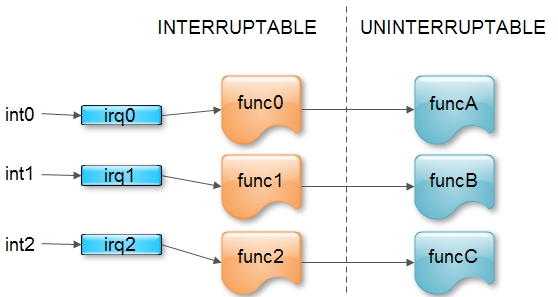 INTERRUPTABLE UNINTERRUPTABLE
int0 irq0 func0 funcA
int1 irq1 func1 funcB
int2 irq2 func2 funcC